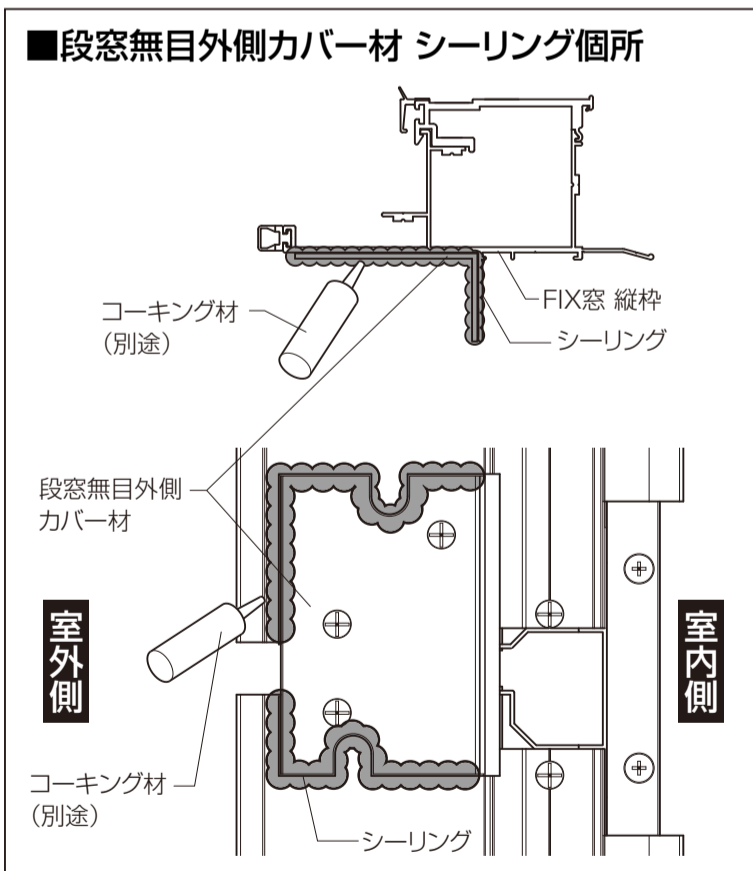 ■段窓無目外側カバー材 シーリング個所
コーキング材
（別途）
FIX窓 縦枠
シーリング
段窓無目外側
カバー材
室外側
室内側
コーキング材
（別途）
シーリング